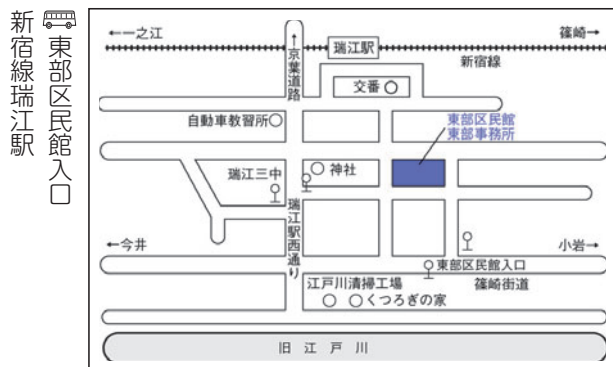 東部区民館入口
新宿線瑞江駅
←一之江
篠崎→
瑞江駅
新宿線
←京葉道路
交番
自動車教習所
東部区民館
東部事務所
瑞江三中
神社
瑞江駅西通り
←今井
小岩→
東部区民館入口
篠崎街道
江戸川清掃工場
くつろぎの家
旧江戸川